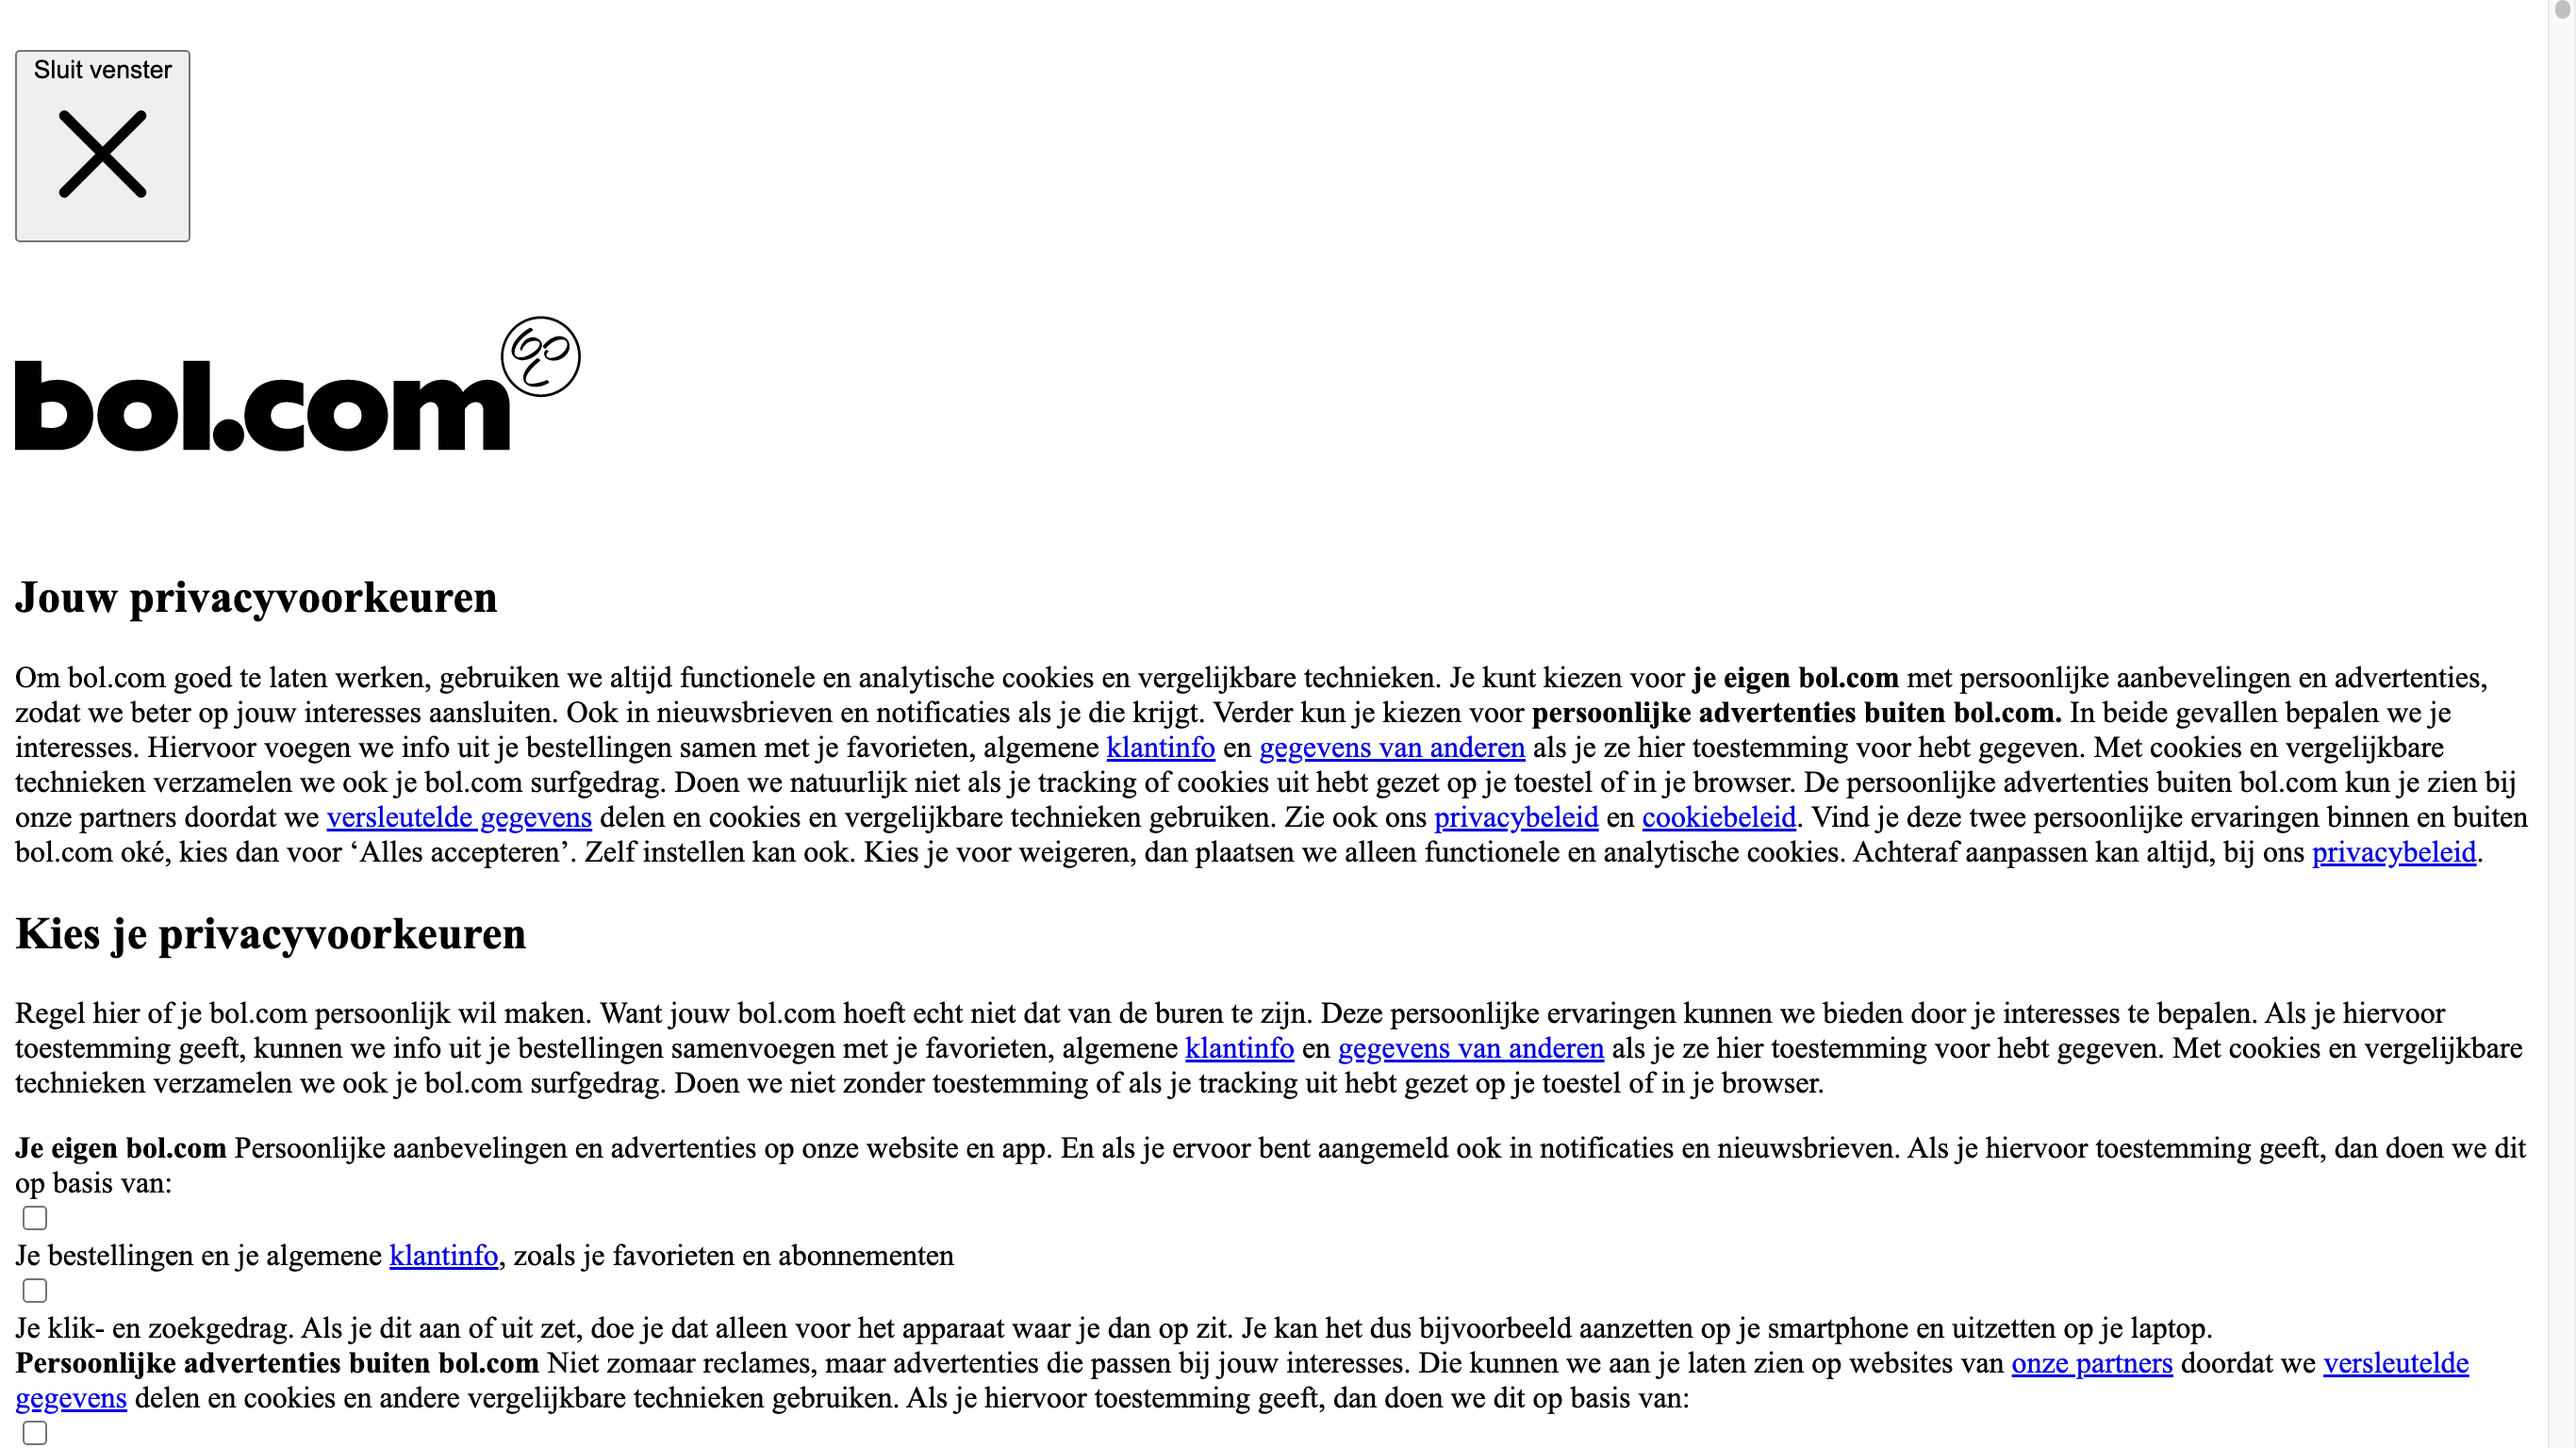 Sluit venster
bol.com
Jouw privacyvoorkeuren
Om bol.com goed te laten werken, gebruiken we altijd functionele en analytische cookies en vergelijkbare technieken. Je kunt kiezen voor je eigen bol.com met persoonlijke aanbevelingen en advertenties,
zodat we beter op jouw interesses aansluiten. Ook in nieuwsbrieven en notificaties als je die krijgt. Verder kun je kiezen voor persoonlijke advertenties buiten bol.com. In beide gevallen bepalen we je
interesses. Hiervoor voegen we info uit je bestellingen samen met je favorieten, algemene klantinfo en gegevens van anderen als je ze hier toestemming voor hebt gegeven. Met cookies en vergelijkbare
technieken verzamelen we ook je bol.com surfgedrag. Doen we natuurlijk niet als je tracking of cookies uit hebt gezet op je toestel of in je browser. De persoonlijke advertenties buiten bol.com kun je zien bij
onze partners doordat we versleutelde gegevens delen en cookies en vergelijkbare technieken gebruiken. Zie ook ons privacybeleid en cookiebeleid. Vind je deze twee persoonlijke ervaringen binnen en buiten
bol.com oké, kies dan voor ‘Alles accepteren’. Zelf instellen kan ook. Kies je voor weigeren, dan plaatsen we alleen functionele en analytische cookies. Achteraf aanpassen kan altijd, bij ons privacybeleid.
Kies je privacyvoorkeuren
Regel hier of je bol.com persoonlijk wil maken. Want jouw bol.com hoeft echt niet dat van de buren te zijn. Deze persoonlijke ervaringen kunnen we bieden door je interesses te bepalen. Als je hiervoor
toestemming geeft, kunnen we info uit je bestellingen samenvoegen met je favorieten, algemene klantinfo en gegevens van anderen als je ze hier toestemming voor hebt gegeven. Met cookies en vergelijkbare
technieken verzamelen we ook je bol.com surfgedrag. Doen we niet zonder toestemming of als je tracking uit hebt gezet op je toestel of in je browser.
Je eigen bol.com Persoonlijke aanbevelingen en advertenties op onze website en app. En als je ervoor bent aangemeld ook in notificaties en nieuwsbrieven. Als je hiervoor toestemming geeft, dan doen we dit
op basis van:
Je bestellingen en je algemene klantinfo, zoals je favorieten en abonnementen
Je klik- en zoekgedrag. Als je dit aan of uit zet, doe je dat alleen voor het apparaat waar je dan op zit. Je kan het dus bijvoorbeeld aanzetten op je smartphone en uitzetten op je laptop.
Persoonlijke advertenties buiten bol.com Niet zomaar reclames, maar advertenties die passen bij jouw interesses. Die kunnen we aan je laten zien op websites van onze partners doordat we versleutelde
gegevens delen en cookies en andere vergelijkbare technieken gebruiken. Als je hiervoor toestemming geeft, dan doen we dit op basis van: